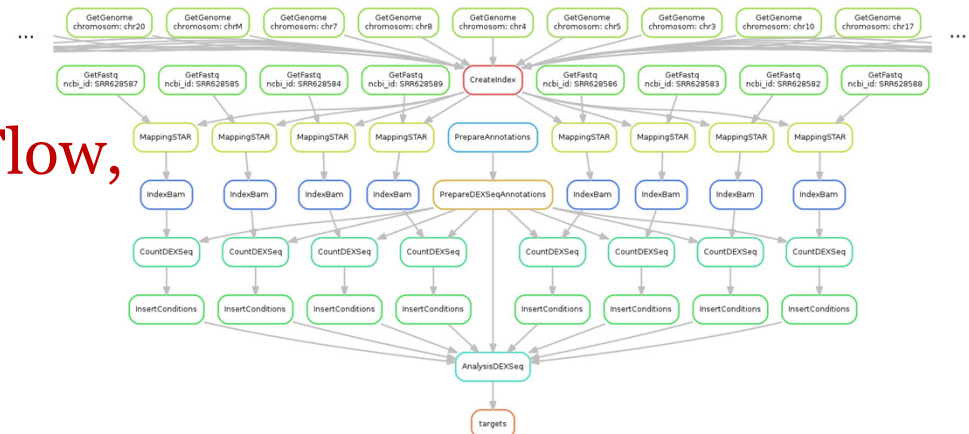 GetGenome GetGenome GetGenome GetGenome GetGenome GetGenome GetGenome GetGenome GetGenome
chromosom: chr20 chromosom: chrM chromosom: chr7 chromosom: chr8 chromosom: chr4 chromosom: chr5 chromosom: chr3 chromosom: chr10 chromosom: chr17
... ...
GetFastq GetFastq GetFastq GetFastq CreateIndex GetFastq GetFastq GetFastq GetFastq
ncbi_id: SRR628587 ncbi_id: SRR628585 ncbi_id: SRR628584 ncbi_id: SRR628589 ncbi_id: SRR628586 ncbi_id: SRR628583 ncbi_id: SRR628582 ncbi_id: SRR628588
low,
MappingSTAR MappingSTAR MappingSTAR MappingSTAR PrepareAnnotations MappingSTAR MappingSTAR MappingSTAR MappingSTAR
IndexBam IndexBam IndexBam IndexBam PrepareDEXSeqAnnotations IndexBam IndexBam IndexBam IndexBam
CountDEXSeq CountDEXSeq CountDEXSeq CountDEXSeq CountDEXSeq CountDEXSeq CountDEXSeq CountDEXSeq
InsertConditions InsertConditions InsertConditions InsertConditions InsertConditions InsertConditions InsertConditions InsertConditions
AnalysisDEXSeq
targets